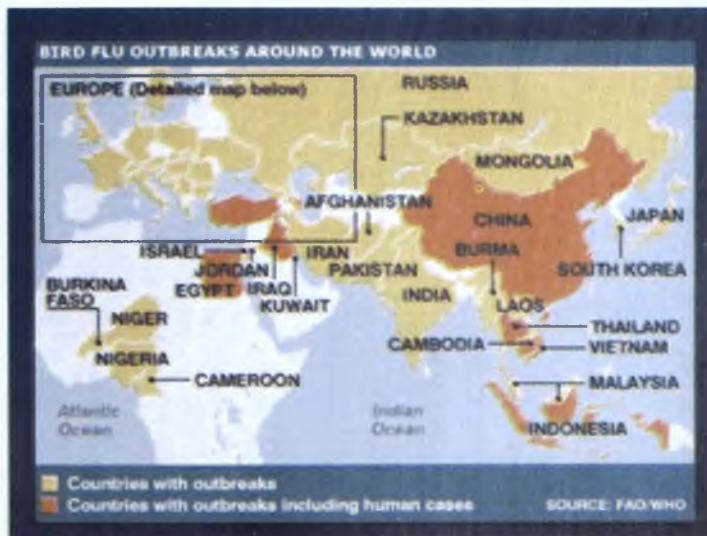 BIRD FLU OUTBREAKS AROUND THE WORLD
EUROPE (Detailed map below)
RUSSIA
KAZAKHSTAN
MONGOLIA
AFGHANISTAN
CHINA
JAPAN
ISRAEL
IRAN
BURMA
JORDAN
PAKISTAN
SOUTH KOREA
BURKINA
FASO
EGYPT
IRAQ
INDIA
KUWAIT
LAOS
NIGER
THAILAND
NIGERIA
CAMBODIA
VIETNAM
CAMEROON
MALAYSIA
Atlantic
Ocean
Indian
Ocean
INDONESIA
Countries with outbreaks
Countries with outbreaks including human cases
SOURCE: FAO/WHO